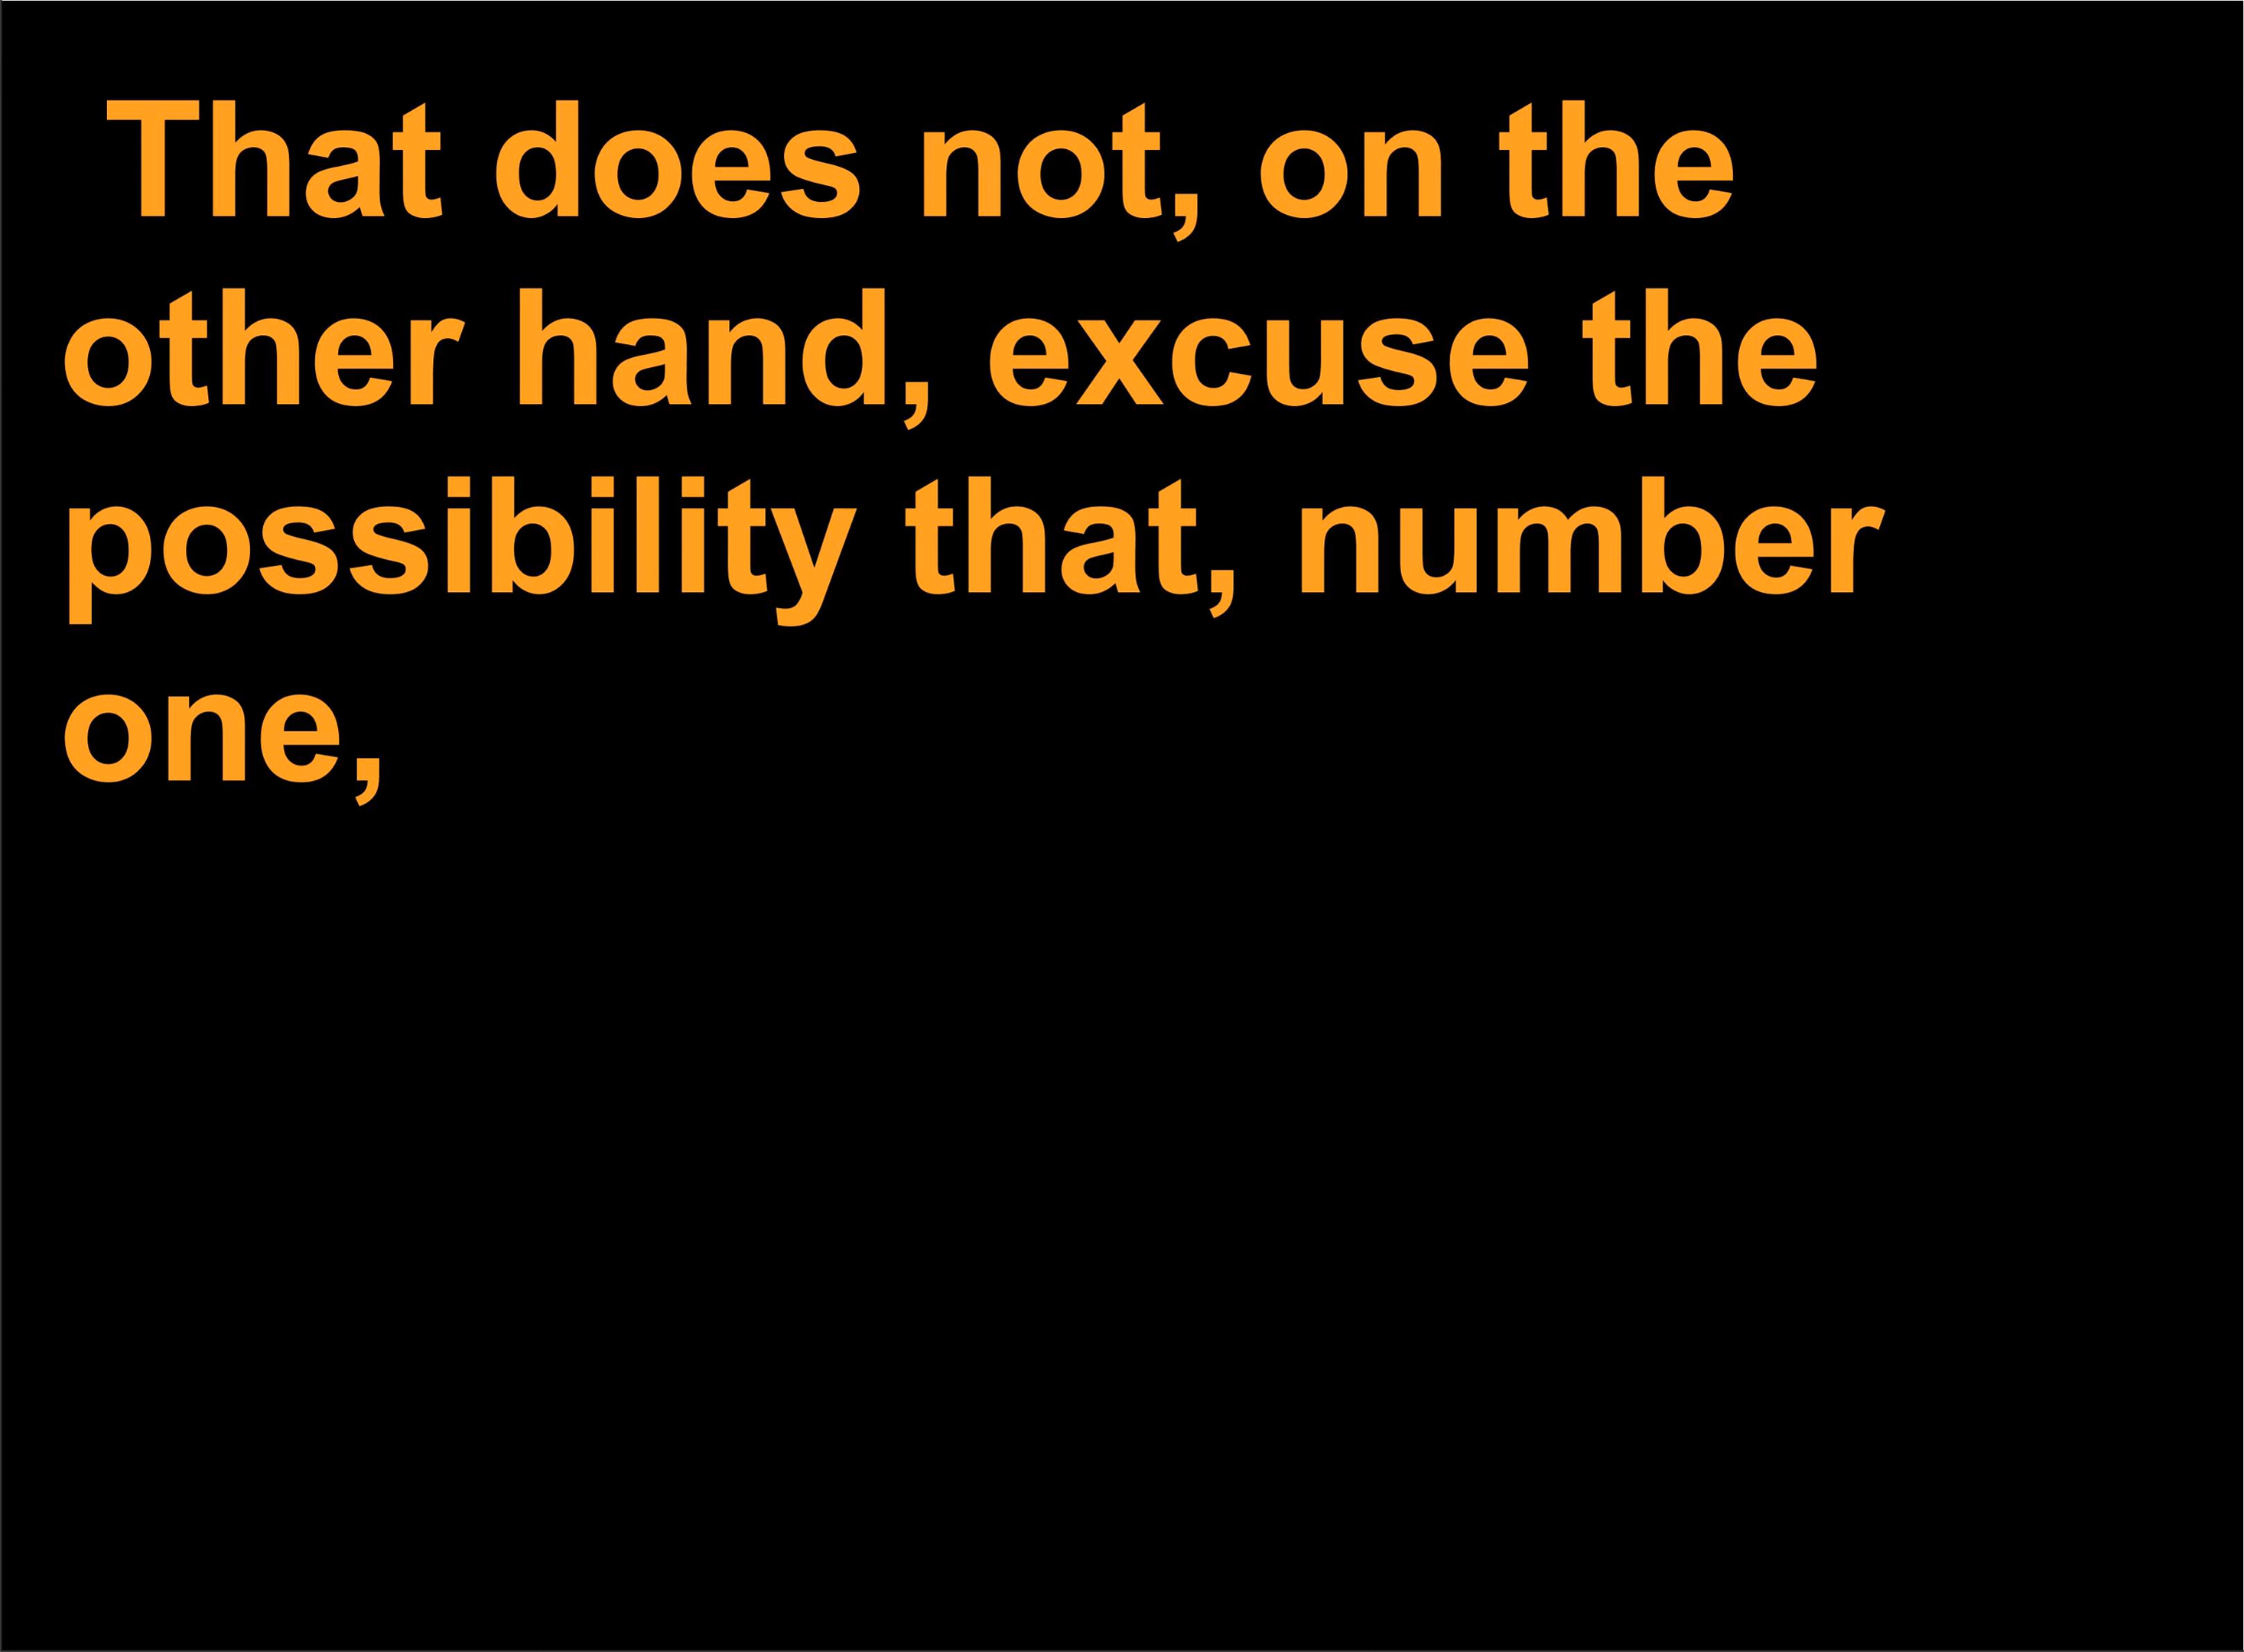 That does not, on the
other hand, excuse the
possibility that, number
one,